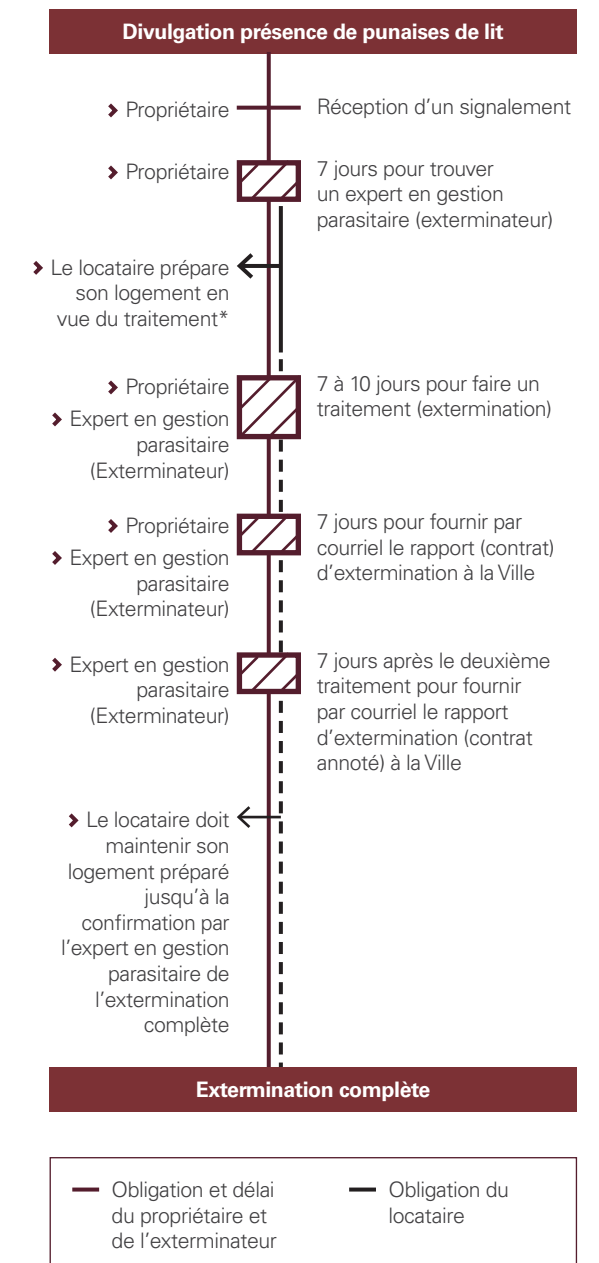 Divulgation présence de punaises de lit
> Propriétaire
Réception d'un signalement
> Propriétaire
7 jours pour trouver
un expert en gestion
parasitaire (exterminateur)
> Le locataire prépare
son logement en
vue du traitement*
> Propriétaire
> Expert en gestion
parasitaire
(Exterminateur)
7 à 10 jours pour faire un
traitement (extermination)
> Propriétaire
> Expert en gestion
parasitaire
(Exterminateur)
7 jours pour fournir par
courriel le rapport (contrat)
d'extermination à la Ville
> Expert en gestion
parasitaire
(Exterminateur)
7 jours après le deuxième
traitement pour fournir
par courriel le rapport
d'extermination (contrat
annoté) à la Ville
> Le locataire doit
maintenir son
logement préparé
jusqu'à la
confirmation par
l'expert en gestion
parasitaire de
l'extermination
complète
Extermination complète
Obligation et délai
du propriétaire et
de l'exterminateur
Obligation du
locataire